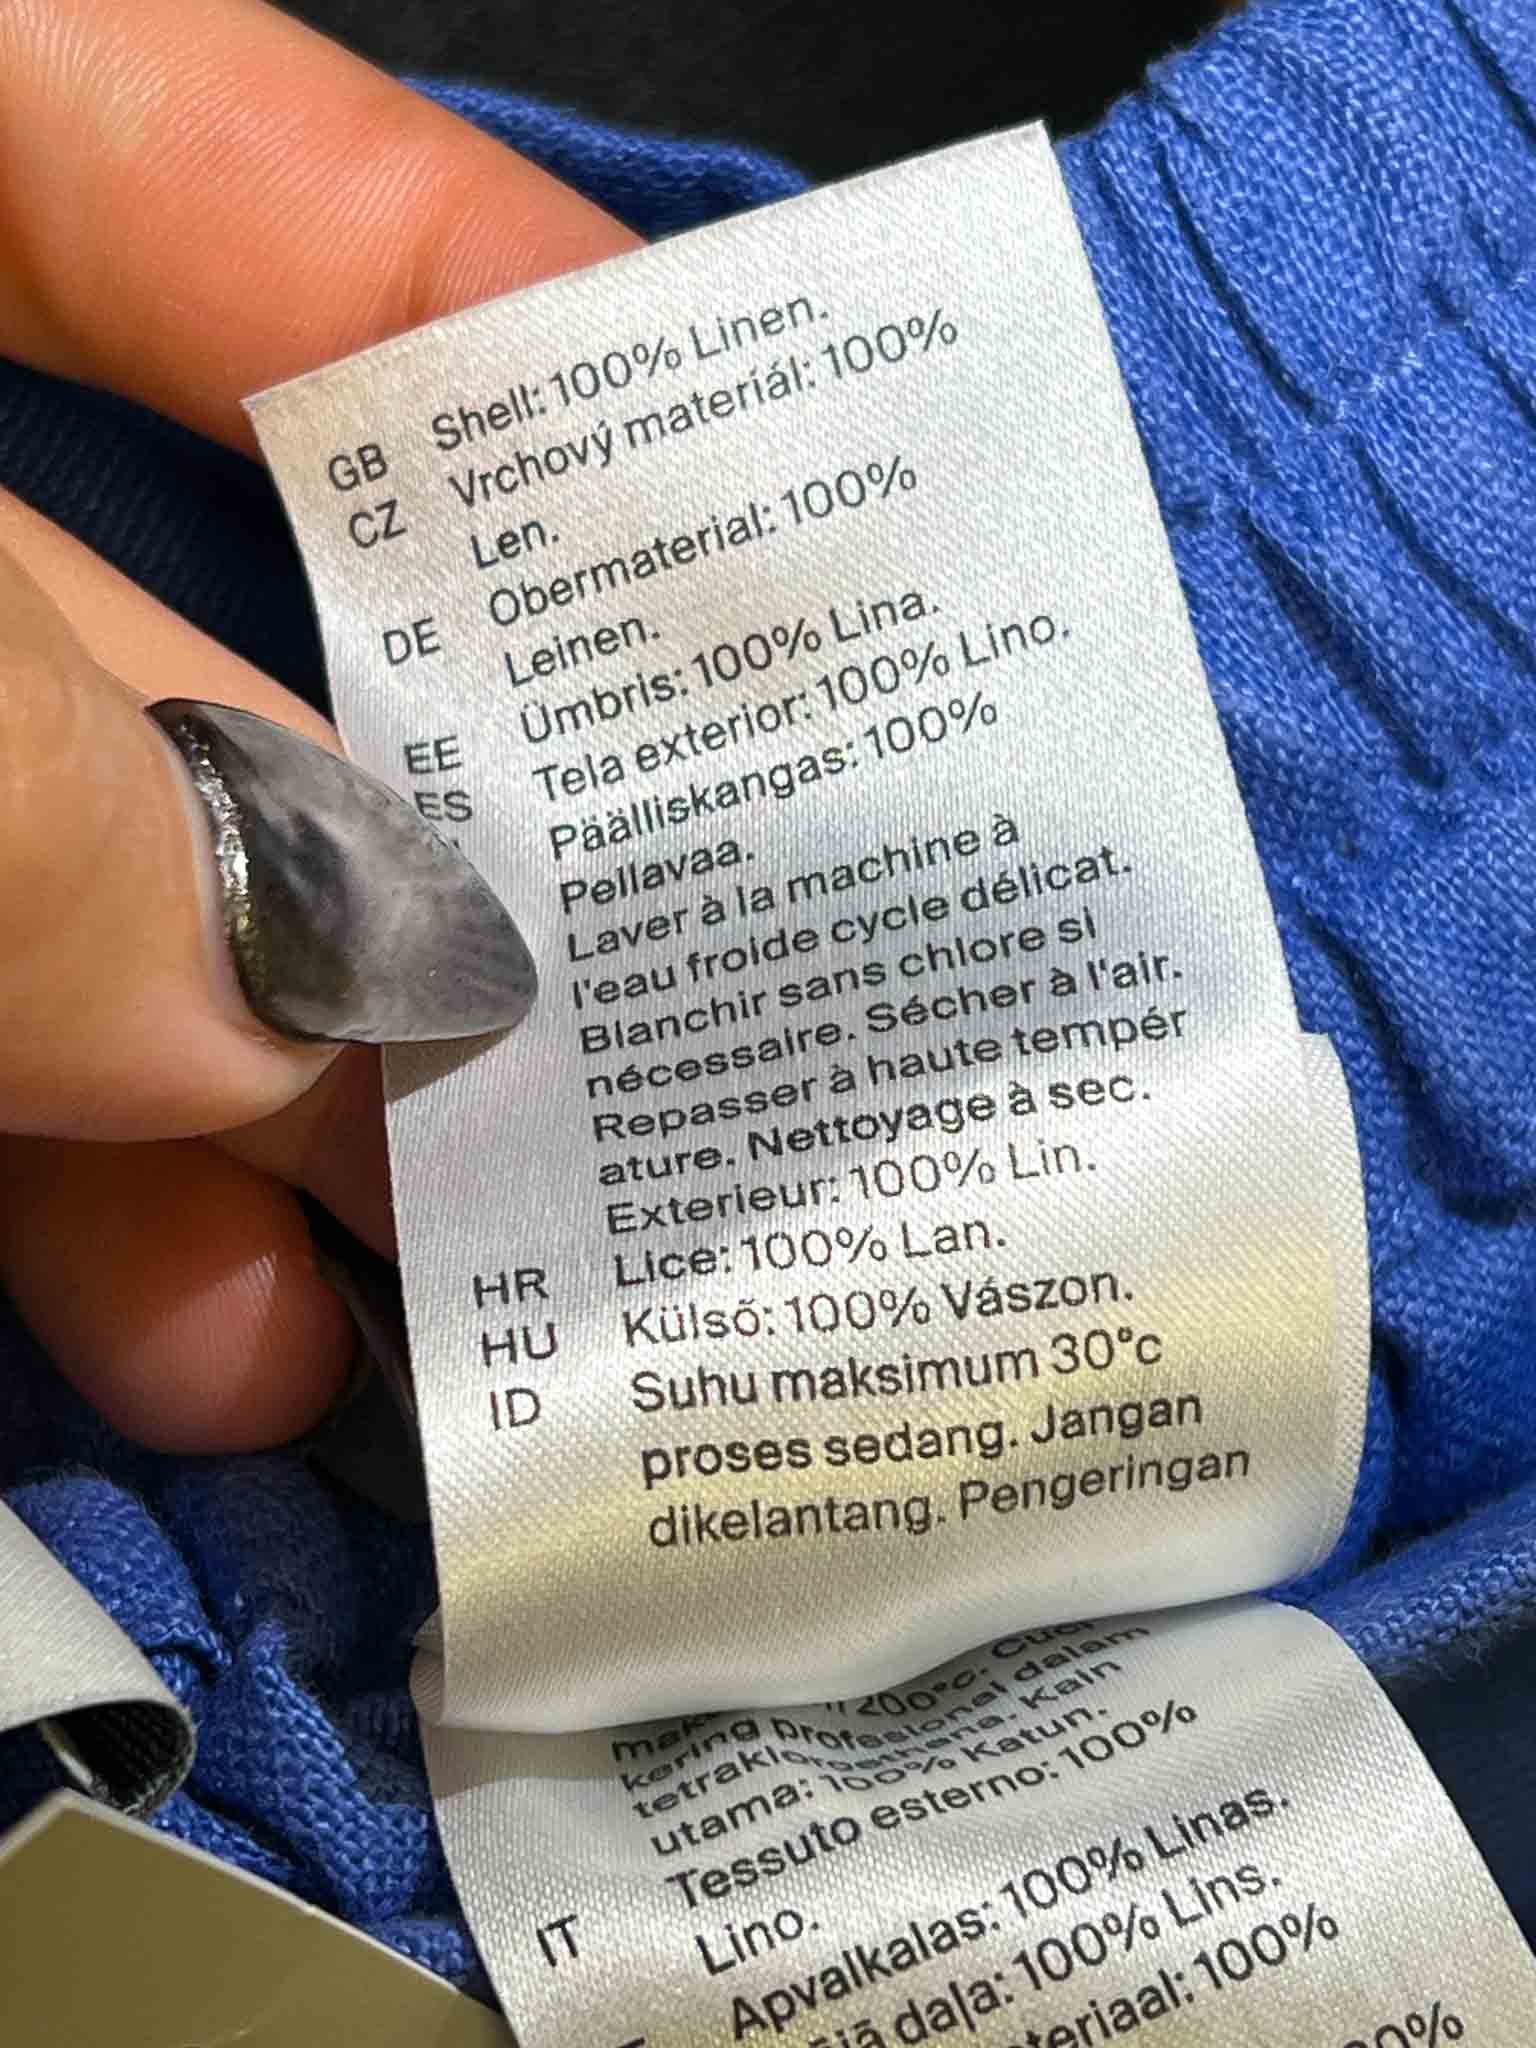 GB Shell: 100% Linen.
CZ Vrchový materiál: 100%
Len.
DE Obermaterial: 100%
Leinen.
EE Ümbris: 100% Lina.
ES Tela exterior: 100% Lino.
Päälliskangas: 100%
Pellavaa.
Laver à la machine à
l'eau froide cycle délicat.
Blanchir sans chlore si
nécessaire. Sécher à l'air.
Repasser à haute tempér
ature. Nettoyage à sec.
Exterieur: 100% Lin.
HR Lice: 100% Lan.
HU Külső: 100% Vászon.
ID Suhu maksimum 30°c
proses sedang. Jangan
dikelantang. Pengeringan
200°c. Cuci
kering profesional dalam
tetrakloroethena. Kain
utama: 100% Katun.
IT Tessuto esterno: 100%
Lino.
Apvalkalas: 100% Linas.
daļa: 100% Lins.
100%